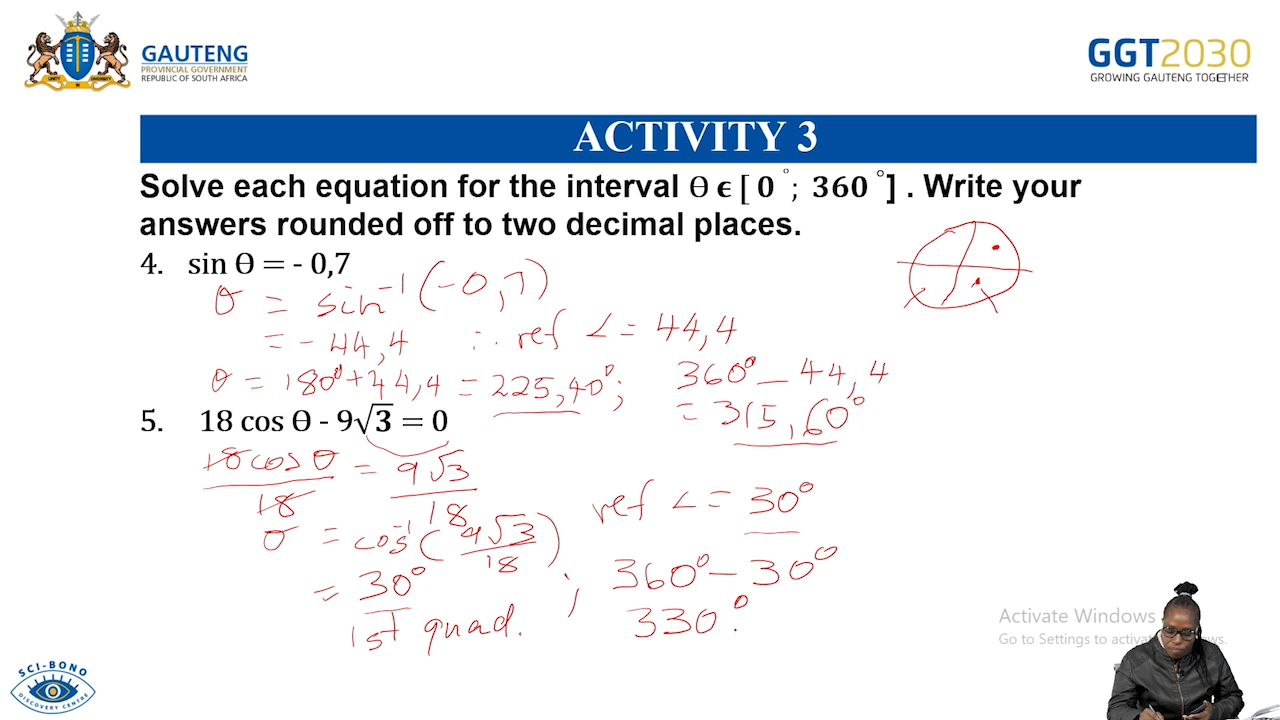 GAUTENG
PROVINCIAL GOVERNMENT
REPUBLIC OF SOUTH AFRICA
UNITY IN DIVERSITY
GGT2030
GROWING GAUTENG TOGETHER
ACTIVITY 3
Solve each equation for the interval Ɵ ϵ [ 0°; 360°] . Write your
answers rounded off to two decimal places.
4. sin Ɵ = - 0,7
θ = sin⁻¹(-0,7)
= -44,4 ∴ ref ∠ = 44,4
θ = 180° + 44,4 = 225,40°; 360° - 44,4
= 315,60°
5. 18 cos Ɵ - 9√3 = 0
18 cos θ / 18 = 9√3 / 18
ref ∠ = 30°
θ = cos⁻¹(9√3 / 18)
= 30° ; 360° - 30°
1st quad. 330°.
Activate Windows
Go to Settings to activate Windows.
SCI-BONO
DISCOVERY CENTRE